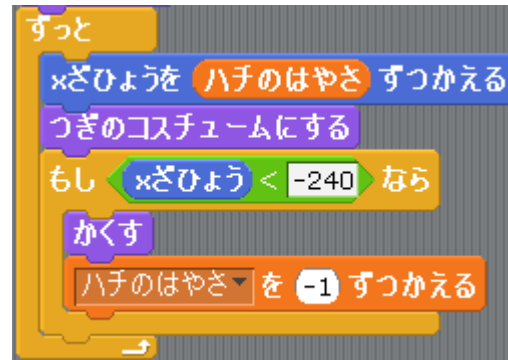 ずっと
xざひょうを ハチのはやさ ずつかえる
つぎのコスチュームにする
もし xざひょう < -240 なら
かくす
ハチのはやさ を -1 ずつかえる